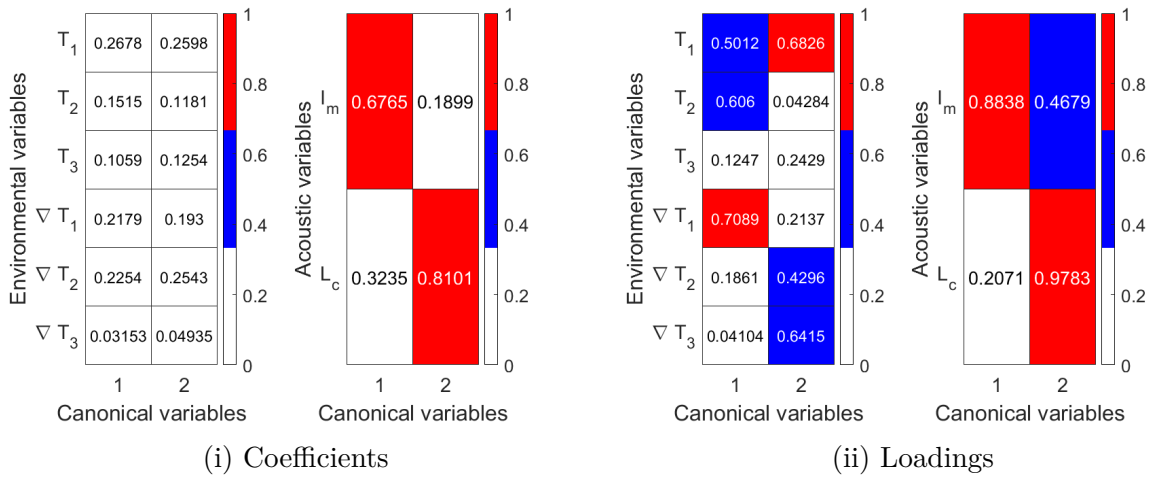 Environmental variables
T1 0.2678 0.2598
T2 0.1515 0.1181
T3 0.1059 0.1254
∇ T1 0.2179 0.193
∇ T2 0.2254 0.2543
∇ T3 0.03153 0.04935
1 2
Canonical variables
1
0.8
0.6
0.4
0.2
0
Acoustic variables
Im 0.6765 0.1899
Lc 0.3235 0.8101
1 2
Canonical variables
1
0.8
0.6
0.4
0.2
0
(i) Coefficients
Environmental variables
T1 0.5012 0.6826
T2 0.606 0.04284
T3 0.1247 0.2429
∇ T1 0.7089 0.2137
∇ T2 0.1861 0.4296
∇ T3 0.04104 0.6415
1 2
Canonical variables
1
0.8
0.6
0.4
0.2
0
Acoustic variables
Im 0.8838 0.4679
Lc 0.2071 0.9783
1 2
Canonical variables
1
0.8
0.6
0.4
0.2
0
(ii) Loadings